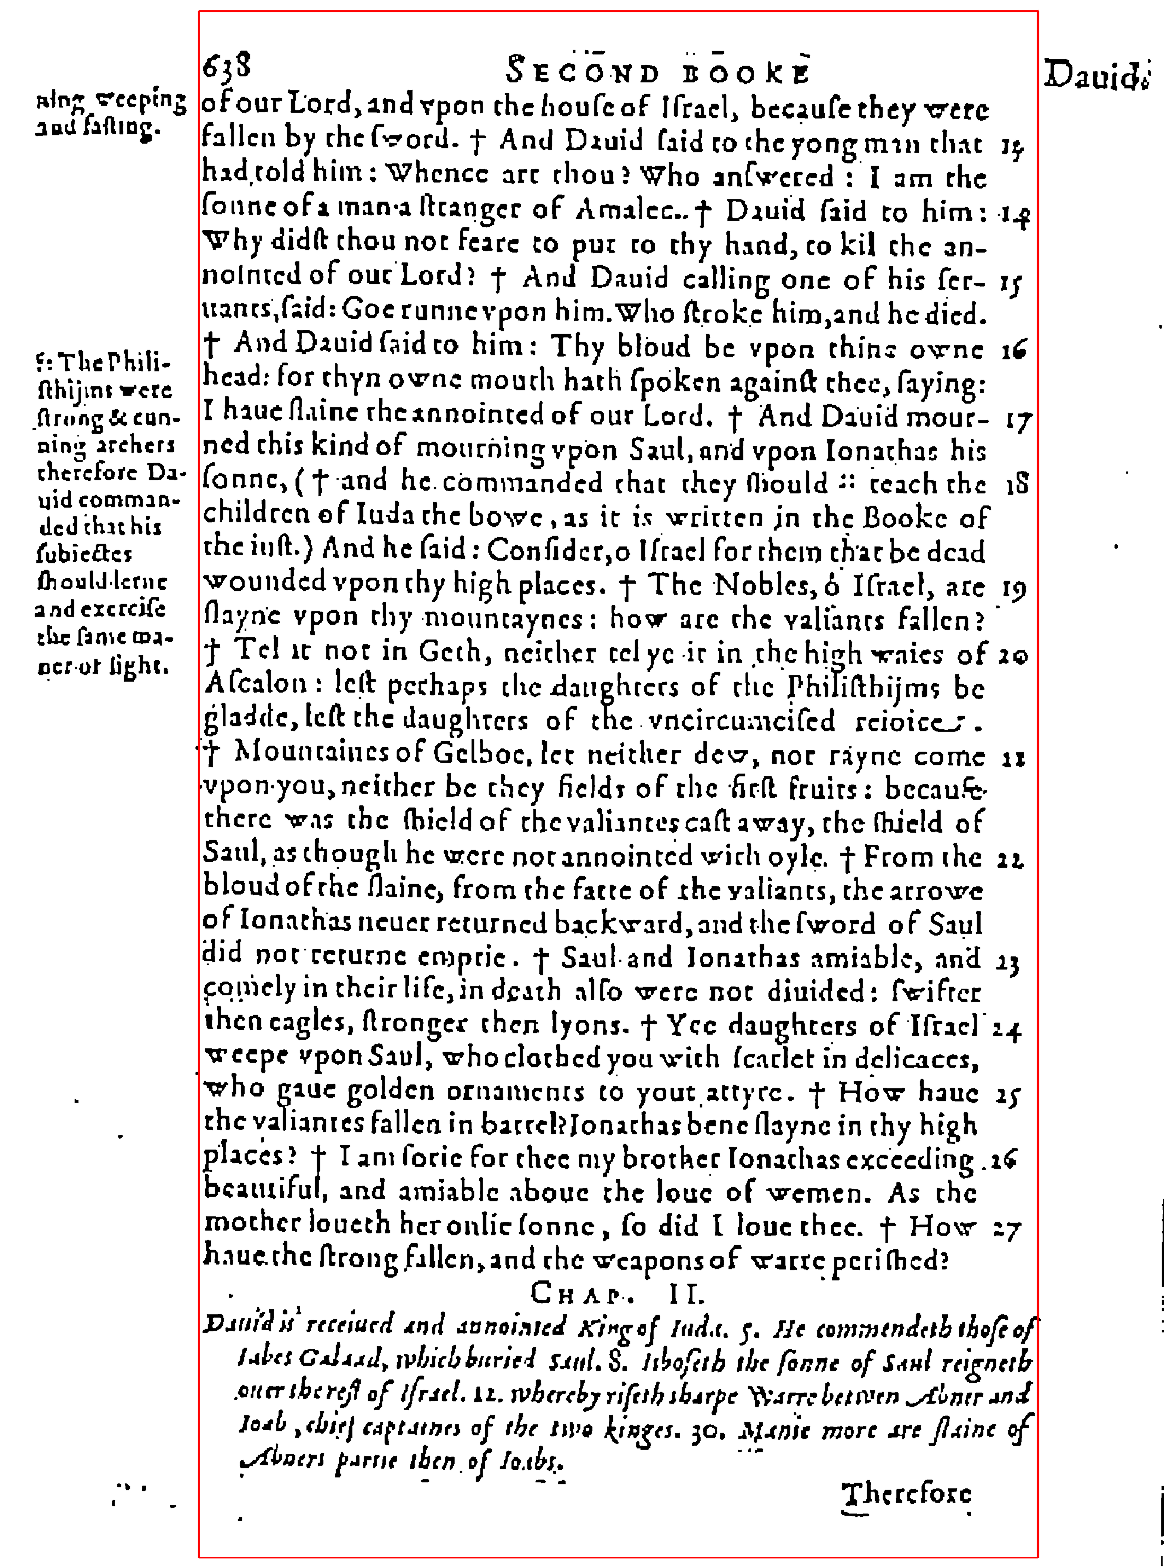 638 SECOND BOOKE Dauid.
ning weeping
and fasting.
of our Lord, and vpon the houſe of Iſrael, becauſe they were
fallen by the ſword. † And Dauid ſaid to the yong man that 13
had told him: Whence art thou? Who anſwered: I am the
ſonne of a man a ſtranger of Amalec. † Dauid ſaid to him: 14
Why didſt thou not feare to put to thy hand, to kil the an-
nointed of our Lord? † And Dauid calling one of his ſer- 15
uants, ſaid: Goe runne vpon him. Who ſtroke him, and he died.
† And Dauid ſaid to him: Thy bloud be vpon thine owne 16
head: for thyn owne mouth hath ſpoken againſt thee, ſaying:
I haue ſlaine the annointed of our Lord. † And Dauid mour- 17
ned this kind of mourning vpon Saul, and vpon Ionathas his
ſonne, († and he commanded that they ſhould :: teach the 18
children of Iuda the bowe, as it is written in the Booke of
the iuſt.) And he ſaid: Conſider, o Iſrael for them that be dead
wounded vpon thy high places. † The Nobles, ó Iſrael, are 19
ſlayne vpon thy mountaynes: how are the valiants fallen?
† Tel it not in Geth, neither tel ye it in the high waies of 20
Aſcalon: leſt perhaps the daughters of the Philiſthijms be
gladde, leſt the daughters of the vncircumciſed reioice.
† Mountaines of Gelboe, let neither dew, nor rayne come 21
vpon you, neither be they fields of the firſt fruits: becauſe
there was the ſhield of the valiantes caſt away, the ſhield of
Saul, as though he were not annointed with oyle. † From the 22
bloud of the ſlaine, from the fatte of the valiants, the arrowe
of Ionathas neuer returned backward, and the ſword of Saul
did not returne emptie. † Saul and Ionathas amiable, and 23
comely in their life, in death alſo were not diuided: ſwifter
then eagles, ſtronger then lyons. † Yee daughters of Iſrael 24
weepe vpon Saul, who clothed you with ſcarlet in delicaces,
who gaue golden ornaments to your attyre. † How haue 25
the valiantes fallen in battel? Ionathas bene ſlayne in thy high
places? † I am ſorie for thee my brother Ionathas exceeding 26
beautiful, and amiable aboue the loue of wemen. As the
mother loueth her onlie ſonne, ſo did I loue thee. † How 27
haue the ſtrong fallen, and the weapons of warre periſhed?
:: The Phili-
ſthijms were
ſtrong & cun-
ning archers
therefore Da-
uid comman-
ded that his
ſubiectes
ſhould lerne
and exerciſe
the ſame ma-
ner of fight.
CHAP. II.
Dauid is receiued and annointed King of Iuda. 5. He commendeth thoſe of
Iabes Galaad, which buried Saul. 8. Isboſeth the ſonne of Saul reigneth
ouer the reſt of Iſrael. 12. whereby riſeth sharpe Warre betwen Abner and
Ioab, chief captaines of the two kinges. 30. Manie more are ſlaine of
Abners partie then of Ioabs.
Therefore